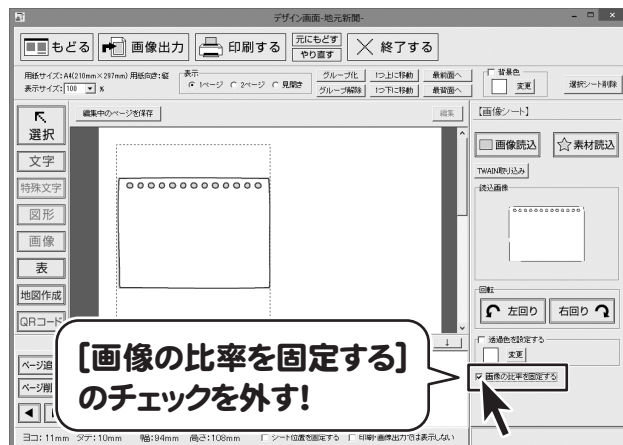 デザイン画面-地元新聞-
もどる 画像出力 印刷する 元にもどす 終了する
やり直す
用紙サイズ:A4(210mm×297mm) 用紙向き:縦 表示 グループ化 1つ上に移動 最前面へ 背景色
表示サイズ: 100 % 1ページ 2ページ 見開き グループ解除 1つ下に移動 最背面へ 変更 選択シート削除
選択 編集中のページを保存 編集 【画像シート】
文字 画像読込 素材読込
特殊文字 TWAIN取り込み
図形 読込画像
画像
表
地図作成 回転
QRコード 左回り 右回り
透過色を設定する
ページ追 ↓ 変更
ページ削 画像の比率を固定する
[画像の比率を固定する]
のチェックを外す!
ヨコ:11mm タテ:10mm 幅:94mm 高さ:108mm シート位置を固定する 印刷・画像出力では表示しない